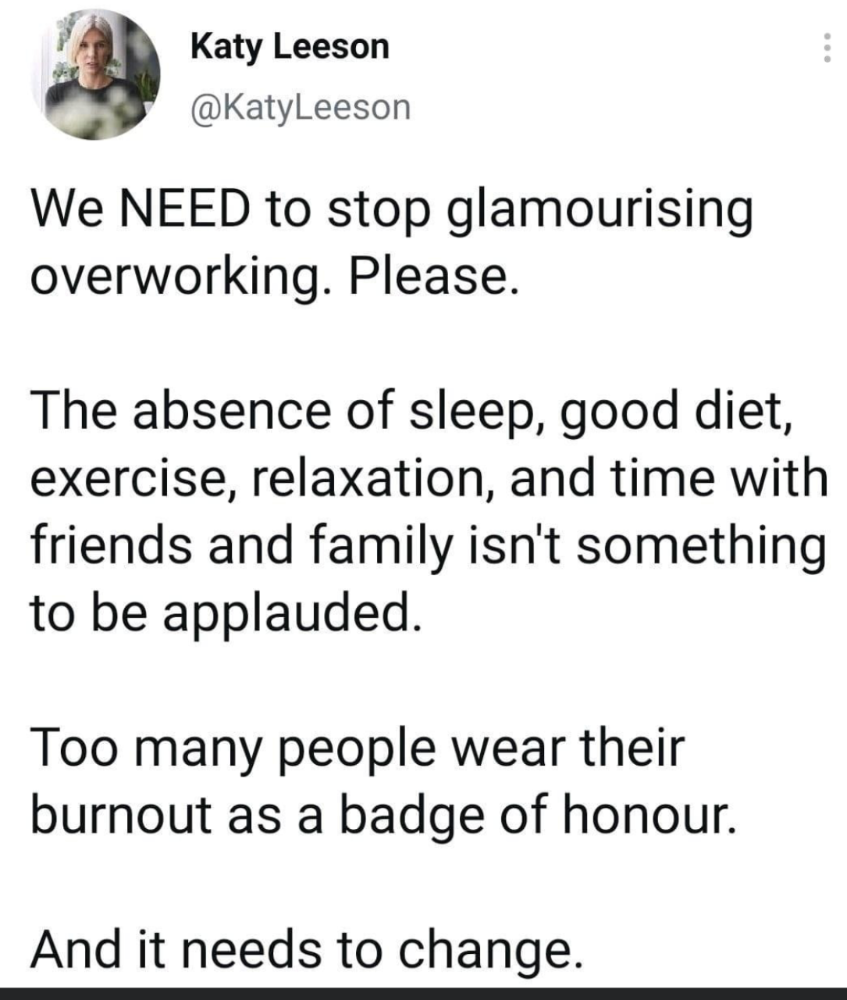 Katy Leeson
@KatyLeeson
We NEED to stop glamourising
overworking. Please.
The absence of sleep, good diet,
exercise, relaxation, and time with
friends and family isn't something
to be applauded.
Too many people wear their
burnout as a badge of honour.
And it needs to change.